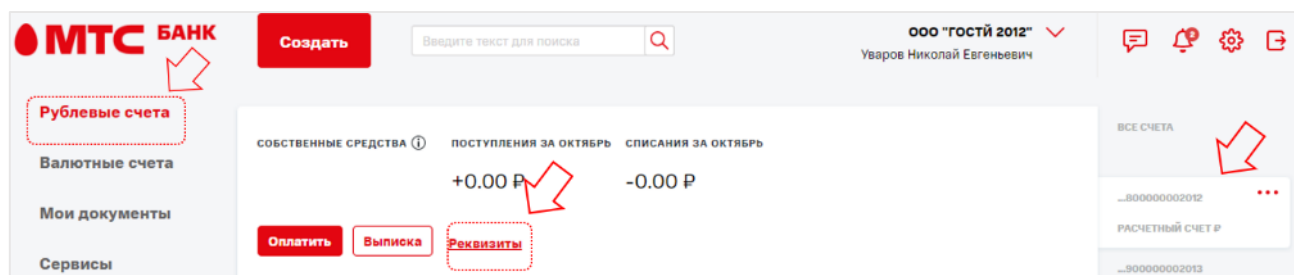 МТС БАНК
Создать
Введите текст для поиска
ООО "ГОСТЙ 2012"
Уваров Николай Евгеньевич
Рублевые счета
Валютные счета
Мои документы
Сервисы
СОБСТВЕННЫЕ СРЕДСТВА
ПОСТУПЛЕНИЯ ЗА ОКТЯБРЬ
СПИСАНИЯ ЗА ОКТЯБРЬ
+0.00 ₽
-0.00 ₽
Оплатить
Выписка
Реквизиты
ВСЕ СЧЕТА
...800000002012
РАСЧЕТНЫЙ СЧЕТ ₽
...900000002013